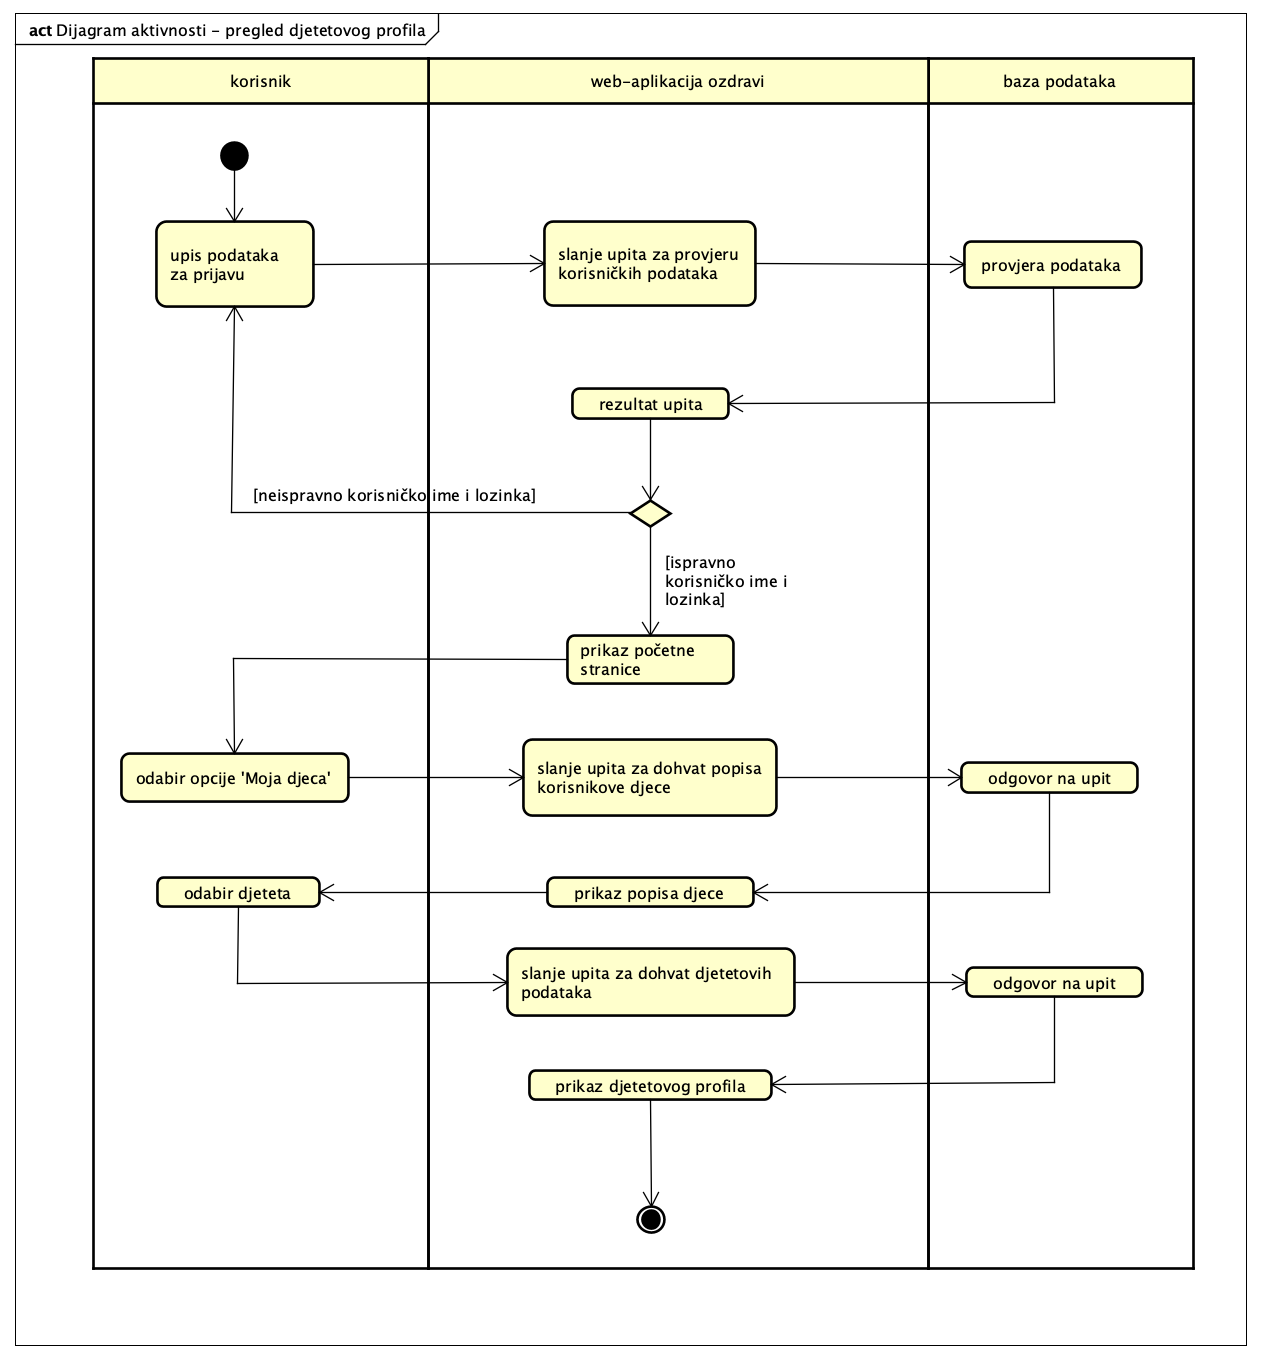 act Dijagram aktivnosti - pregled djetetovog profila
korisnik
web-aplikacija ozdravi
baza podataka
upis podataka
za prijavu
slanje upita za provjeru
korisničkih podataka
provjera podataka
rezultat upita
[neispravno korisničko ime i lozinka]
[ispravno
korisničko ime i
lozinka]
prikaz početne
stranice
odabir opcije 'Moja djeca'
slanje upita za dohvat popisa
korisnikove djece
odgovor na upit
odabir djeteta
prikaz popisa djece
slanje upita za dohvat djetetovih
podataka
odgovor na upit
prikaz djetetovog profila